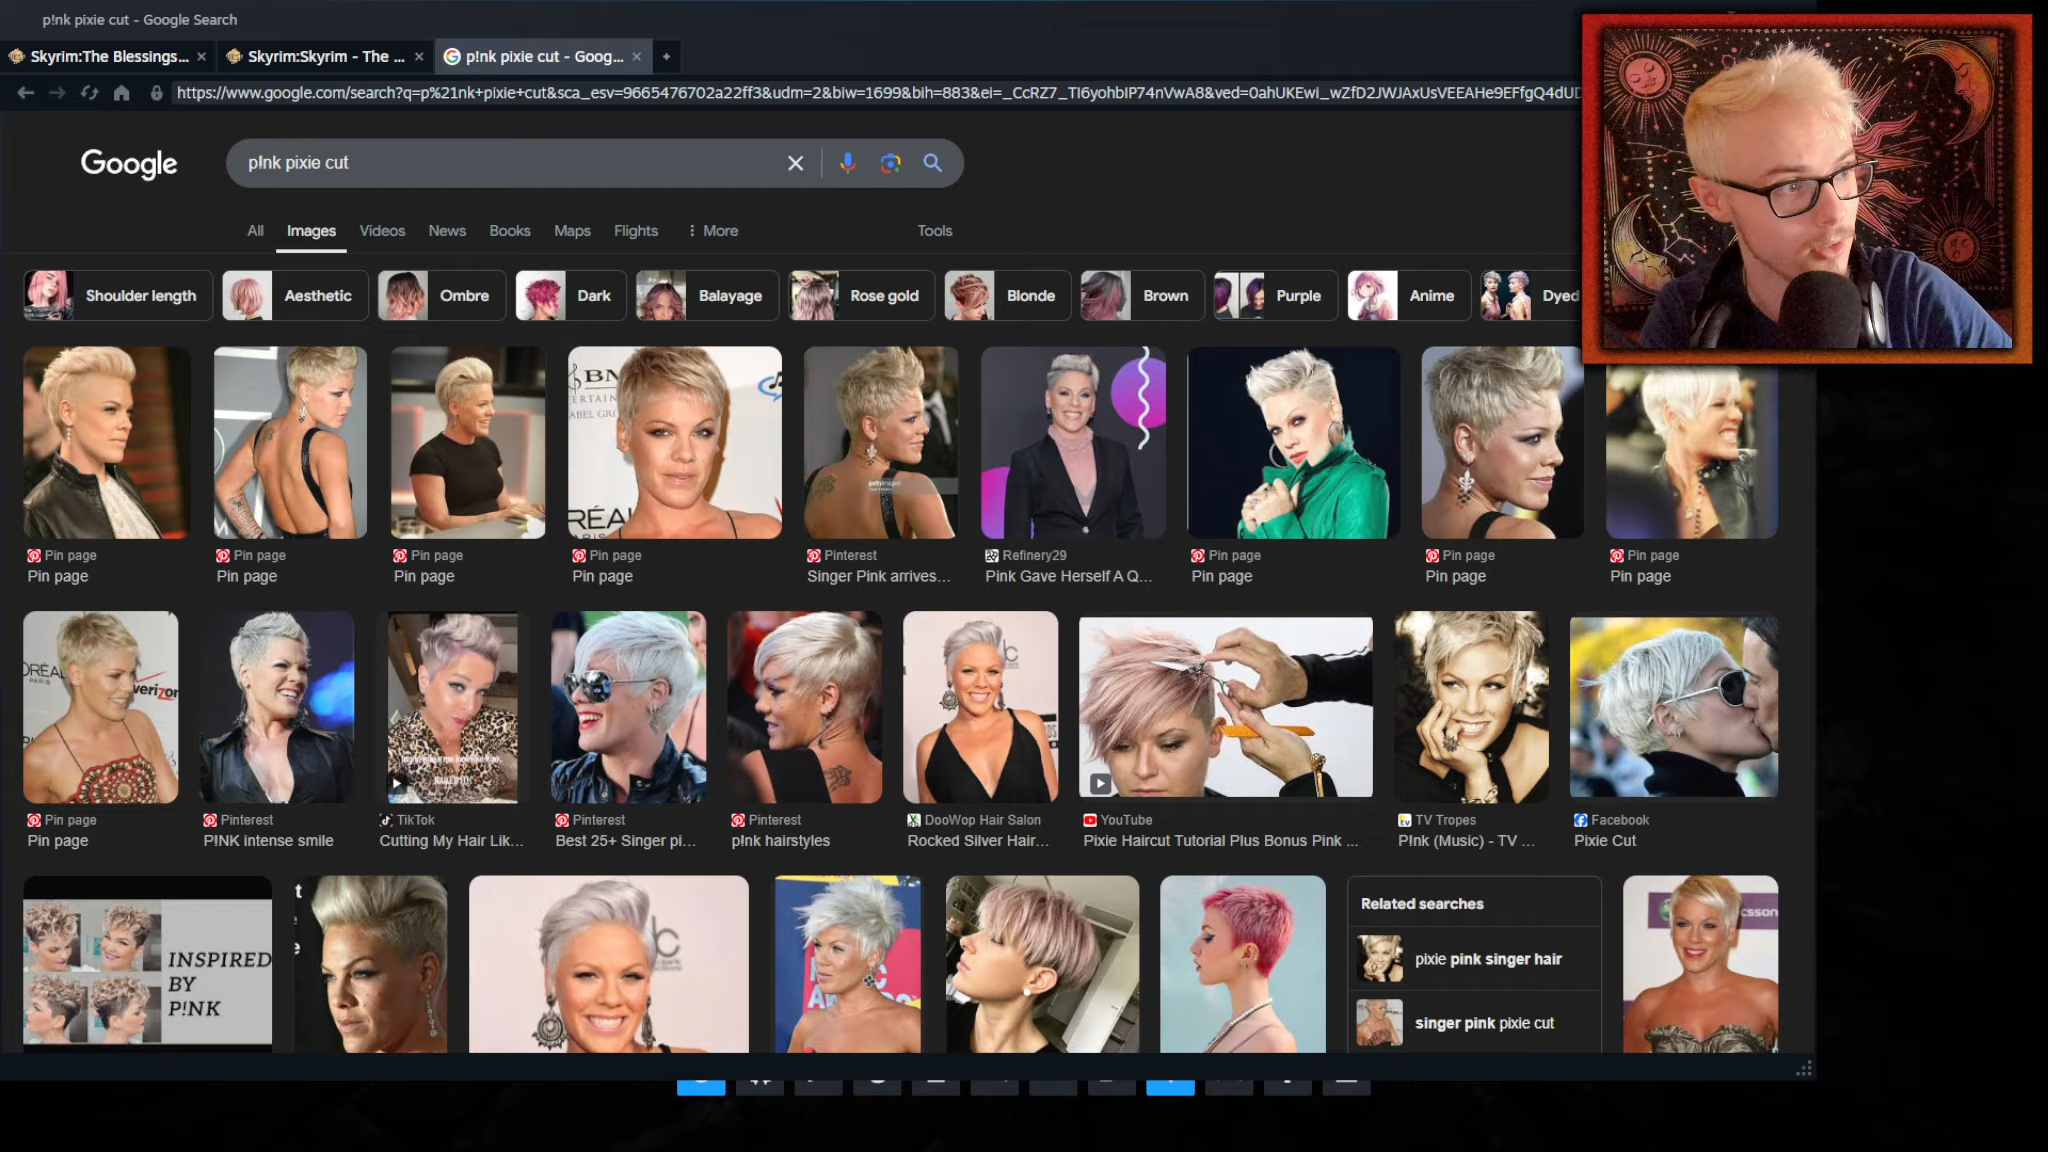 p!nk pixie cut - Google Search
Skyrim:The Blessings...
Skyrim:Skyrim - The ...
p!nk pixie cut - Goog...
https://www.google.com/search?q=p%21nk+pixie+cut&sca_esv=9665476702a22ff3&udm=2&biw=1699&bih=883&ei=_CcRZ7_TI6yohbIP74nVwA8&ved=0ahUKEwi_wZfD2JWJAxUsVEEAHe9EFfgQ4dUD
Google
p!nk pixie cut
All
Images
Videos
News
Books
Maps
Flights
More
Tools
Shoulder length
Aesthetic
Ombre
Dark
Balayage
Rose gold
Blonde
Brown
Purple
Anime
Dyed
Pin page
Pin page
Pin page
Pin page
Pinterest
Refinery29
Pin page
Pin page
Pin page
Pin page
Pin page
Pin page
Pin page
Singer Pink arrives...
Pink Gave Herself A Q...
Pin page
Pin page
Pin page
ORÉAL
PARIS
verizon
Pin page
Pinterest
TikTok
Pinterest
Pinterest
DooWop Hair Salon
YouTube
TV Tropes
Facebook
Pin page
P!NK intense smile
Cutting My Hair Lik...
Best 25+ Singer pi...
p!nk hairstyles
Rocked Silver Hair...
Pixie Haircut Tutorial Plus Bonus Pink ...
P!nk (Music) - TV ...
Pixie Cut
INSPIRED
BY
P!NK
Related searches
pixie pink singer hair
singer pink pixie cut